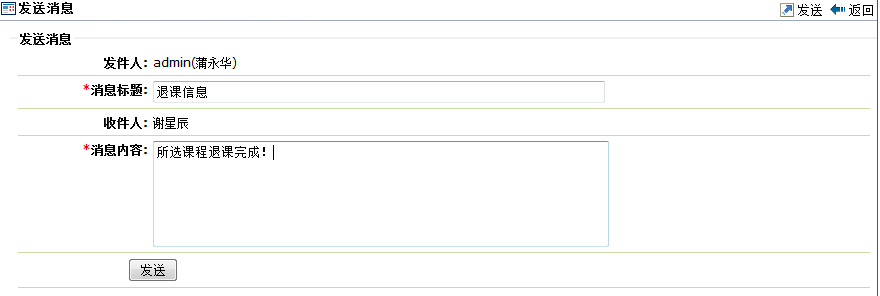 发送消息 发送 返回
发送消息
发件人: admin(蒲永华)
*消息标题: 退课信息
收件人: 谢星辰
*消息内容: 所选课程退课完成!
发送